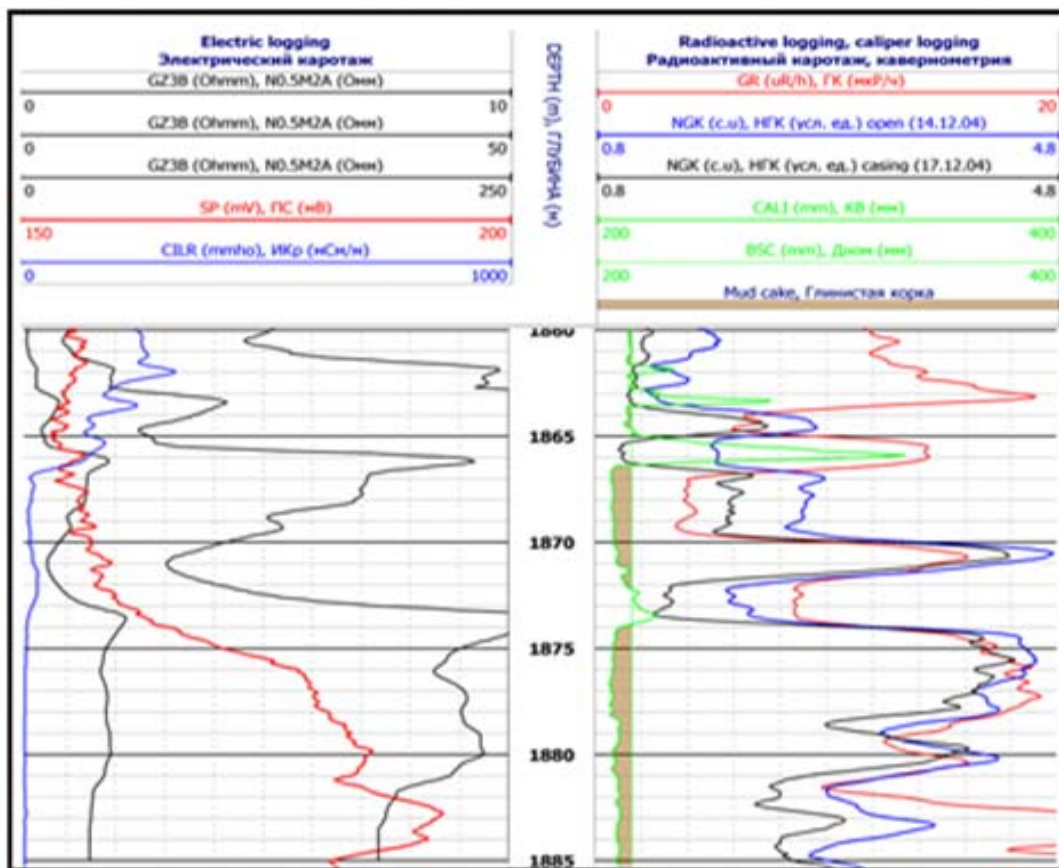 Electric logging
Электрический каротаж
GZ3B (Ohmm), N0.5M2A (Омм)
0 10
GZ3B (Ohmm), N0.5M2A (Омм)
0 50
GZ3B (Ohmm), N0.5M2A (Омм)
0 250
SP (mV), ПС (мВ)
150 200
CILR (mmho), ИКр (мСм/м)
0 1000
DEPTH (m), ГЛУБИНА (м)
Radioactive logging, caliper logging
Радиоактивный каротаж, кавернометрия
GR (uR/h), ГК (мкР/ч)
0 20
NGK (c.u), НГК (усл. ед.) open (14.12.04)
0.8 4.8
NGK (c.u), НГК (усл. ед.) casing (17.12.04)
0.8 4.8
CALI (mm), КВ (мм)
200 400
BSC (mm), Дном (мм)
200 400
Mud cake, Глинистая корка
1860
1865
1870
1875
1880
1885